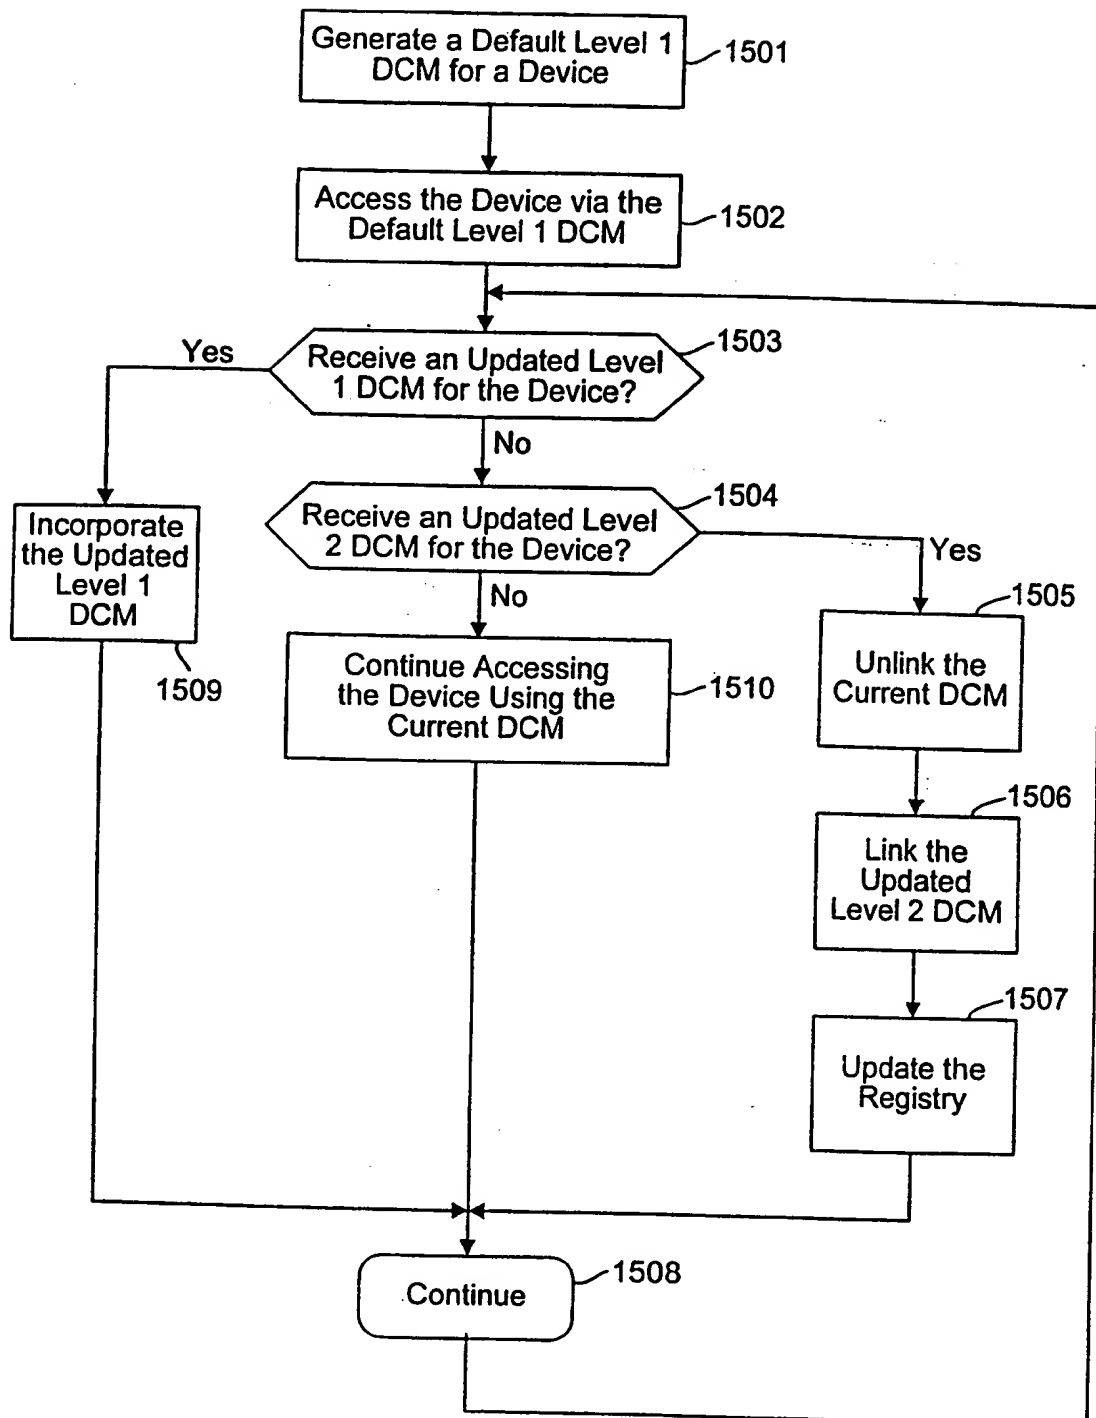 Generate a Default Level 1
DCM for a Device
1501
Access the Device via the
Default Level 1 DCM
1502
Receive an Updated Level
1 DCM for the Device?
1503
Yes
No
Receive an Updated Level
2 DCM for the Device?
1504
Yes
No
Incorporate
the Updated
Level 1
DCM
1509
Continue Accessing
the Device Using the
Current DCM
1510
1505
Unlink the
Current DCM
1506
Link the
Updated
Level 2 DCM
1507
Update the
Registry
Continue
1508